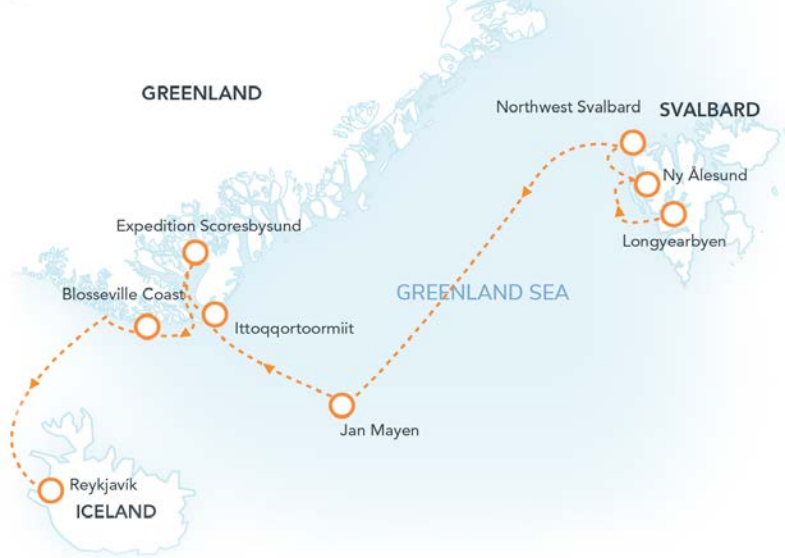 GREENLAND
Northwest Svalbard
SVALBARD
Ny Ålesund
Longyearbyen
Expedition Scoresbysund
Blosseville Coast
GREENLAND SEA
Ittoqqortoormiit
Jan Mayen
Reykjavík
ICELAND